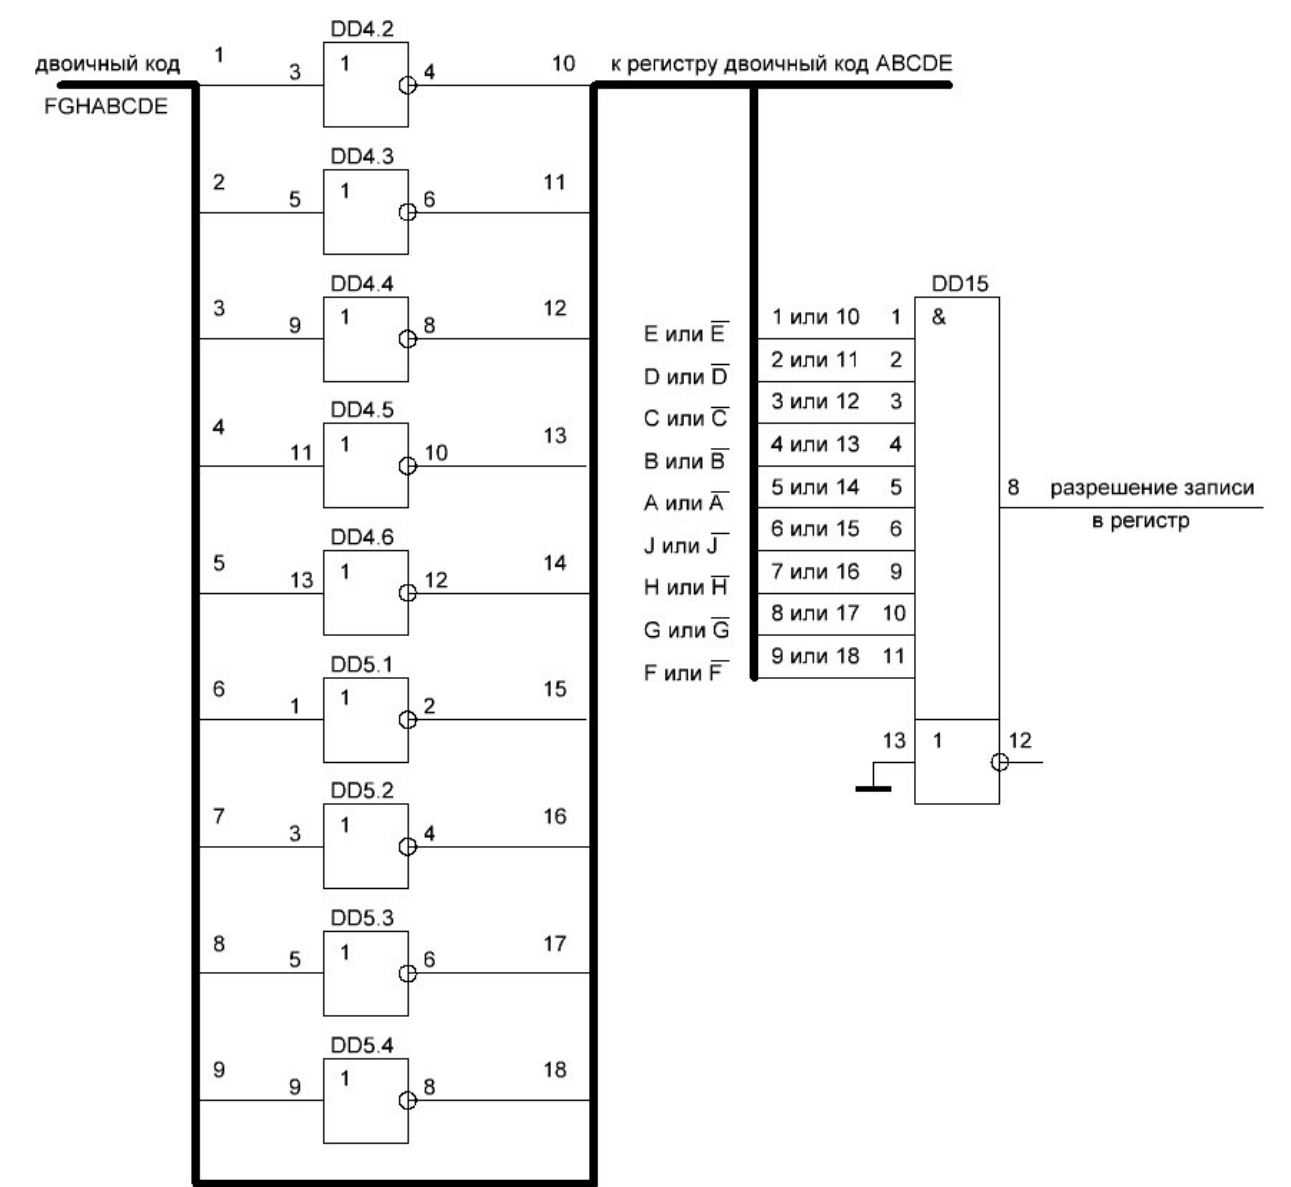 DD4.2
двоичный код
1
3
1
4
10
к регистру двоичный код ABCDE
FGHABCDE
DD4.3
2
5
1
6
11
DD4.4
3
9
1
8
12
DD4.5
4
11
1
10
13
DD4.6
5
13
1
12
14
DD5.1
6
1
1
2
15
DD5.2
7
3
1
4
16
DD5.3
8
5
1
6
17
DD5.4
9
9
1
8
18
DD15
&
E или E̅
1 или 10
1
D или D̅
2 или 11
2
C или C̅
3 или 12
3
B или B̅
4 или 13
4
A или A̅
5 или 14
5
J или J̅
6 или 15
6
H или H̅
7 или 16
9
G или G̅
8 или 17
10
F или F̅
9 или 18
11
8
разрешение записи
в регистр
13
1
12